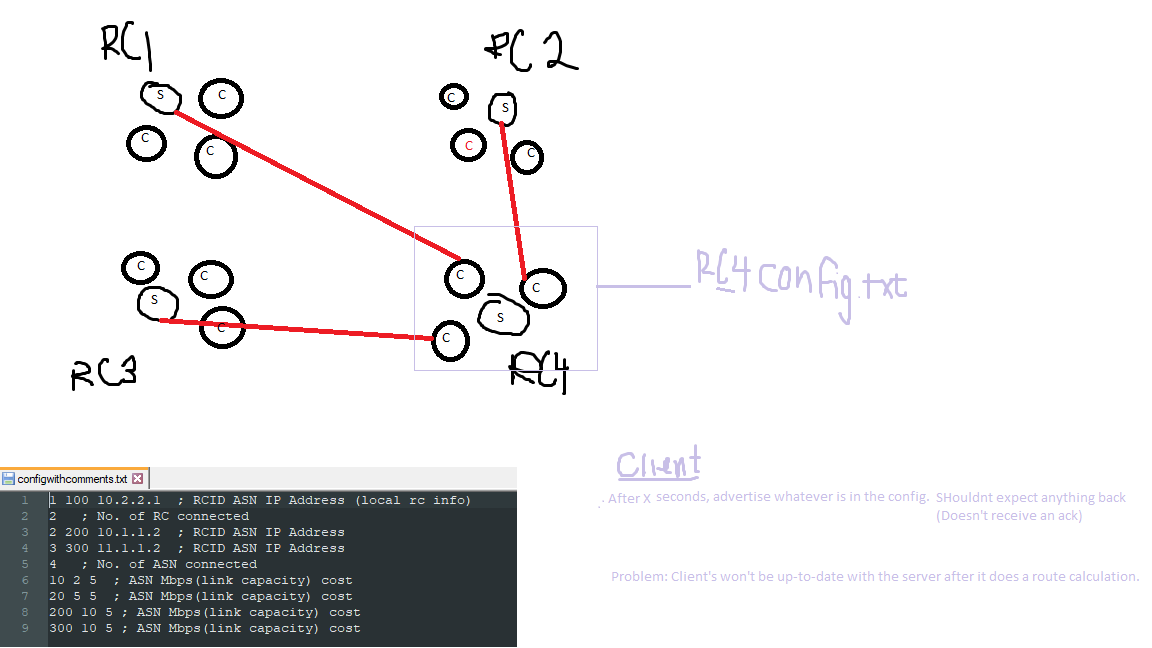 RC1
RC2
S
C
C
C
C
S
C
C
C
C
S
C
C
C
C
S
C
RC3
RC4
RC4config.txt
Client
. After X seconds, advertise whatever is in the config. SHouldnt expect anything back
(Doesn't receive an ack)
Problem: Client's won't be up-to-date with the server after it does a route calculation.
configwithcomments.txt
1 1 100 10.2.2.1 ; RCID ASN IP Address (local rc info)
2 2 ; No. of RC connected
3 2 200 10.1.1.2 ; RCID ASN IP Address
4 3 300 11.1.1.2 ; RCID ASN IP Address
5 4 ; No. of ASN connected
6 10 2 5 ; ASN Mbps(link capacity) cost
7 20 5 5 ; ASN Mbps(link capacity) cost
8 200 10 5 ; ASN Mbps(link capacity) cost
9 300 10 5 ; ASN Mbps(link capacity) cost